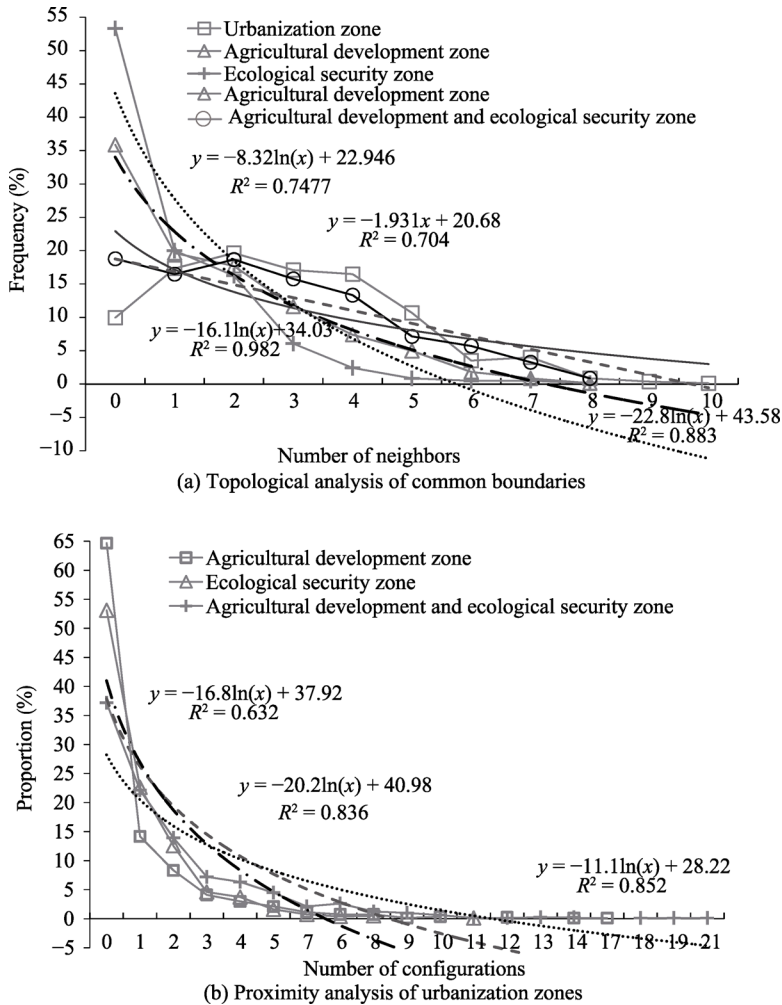 55
50
45
40
35
30
25
20
15
10
5
0
−5
−10
Frequency (%)
Urbanization zone
Agricultural development zone
Ecological security zone
Agricultural development zone
Agricultural development and ecological security zone
y = −8.32ln(x) + 22.946
R² = 0.7477
y = −1.931x + 20.68
R² = 0.704
y = −16.1ln(x)+34.03
R² = 0.982
y = −22.8ln(x) + 43.58
R² = 0.883
0 1 2 3 4 5 6 7 8 9 10
Number of neighbors
(a) Topological analysis of common boundaries
65
60
55
50
45
40
35
30
25
20
15
10
5
0
−5
Proportion (%)
Agricultural development zone
Ecological security zone
Agricultural development and ecological security zone
y = −16.8ln(x) + 37.92
R² = 0.632
y = −20.2ln(x) + 40.98
R² = 0.836
y = −11.1ln(x) + 28.22
R² = 0.852
0 1 2 3 4 5 7 6 8 9 10 11 12 13 14 17 18 19 21
Number of configurations
(b) Proximity analysis of urbanization zones